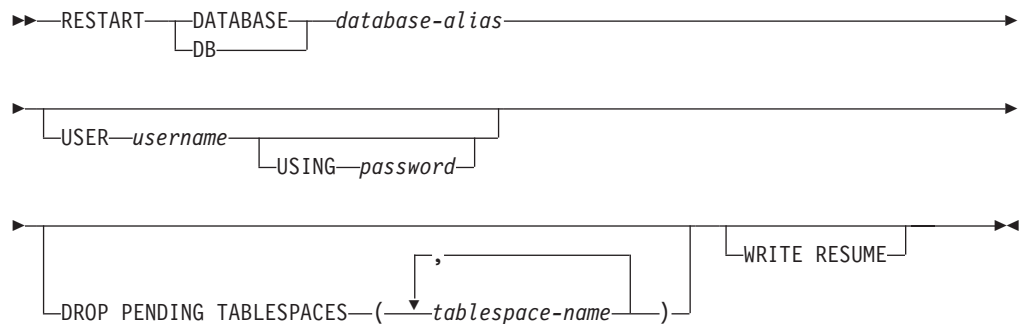 RESTART DATABASE database-alias
DB
USER username
USING password
WRITE RESUME
,
DROP PENDING TABLESPACES ( tablespace-name )